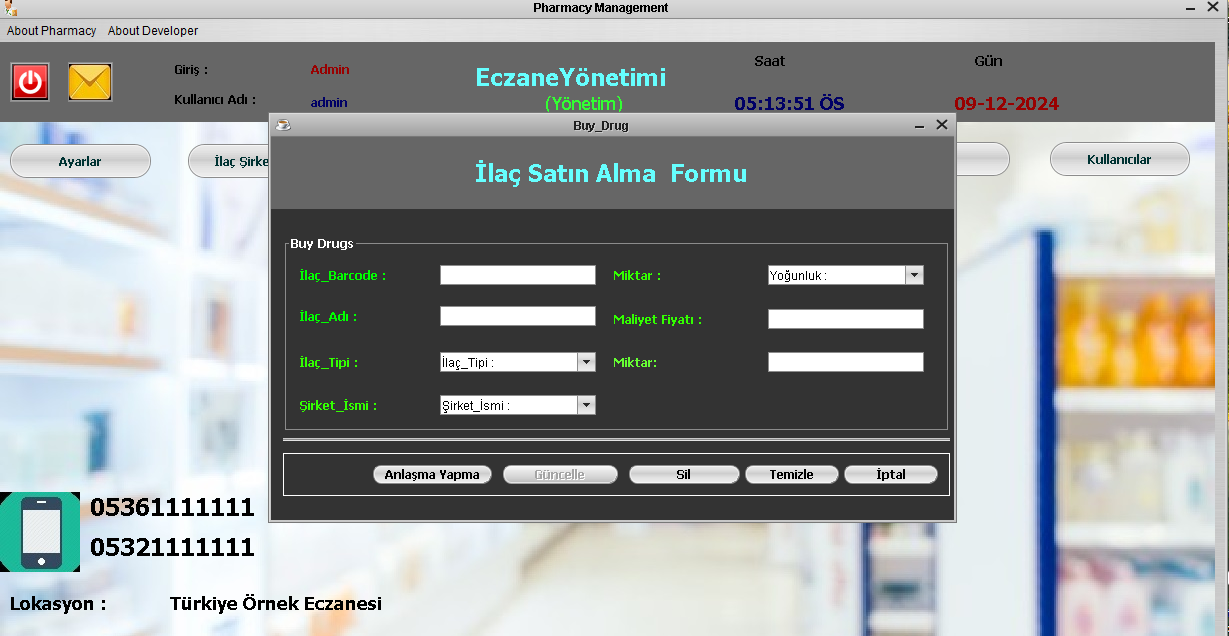 Pharmacy Management
About Pharmacy About Developer
Giriş : Admin
Kullanıcı Adı : admin
EczaneYönetimi
(Yönetim)
Saat
05:13:51 ÖS
Gün
09-12-2024
Ayarlar
İlaç Şirke
Kullanıcılar
Buy_Drug
İlaç Satın Alma Formu
Buy Drugs
İlaç_Barcode : Miktar : Yoğunluk :
İlaç_Adı : Maliyet Fiyatı :
İlaç_Tipi : İlaç_Tipi : Miktar:
Şirket_İsmi : Şirket_İsmi :
Anlaşma Yapma Güncelle Sil Temizle İptal
05361111111
05321111111
Lokasyon : Türkiye Örnek Eczanesi